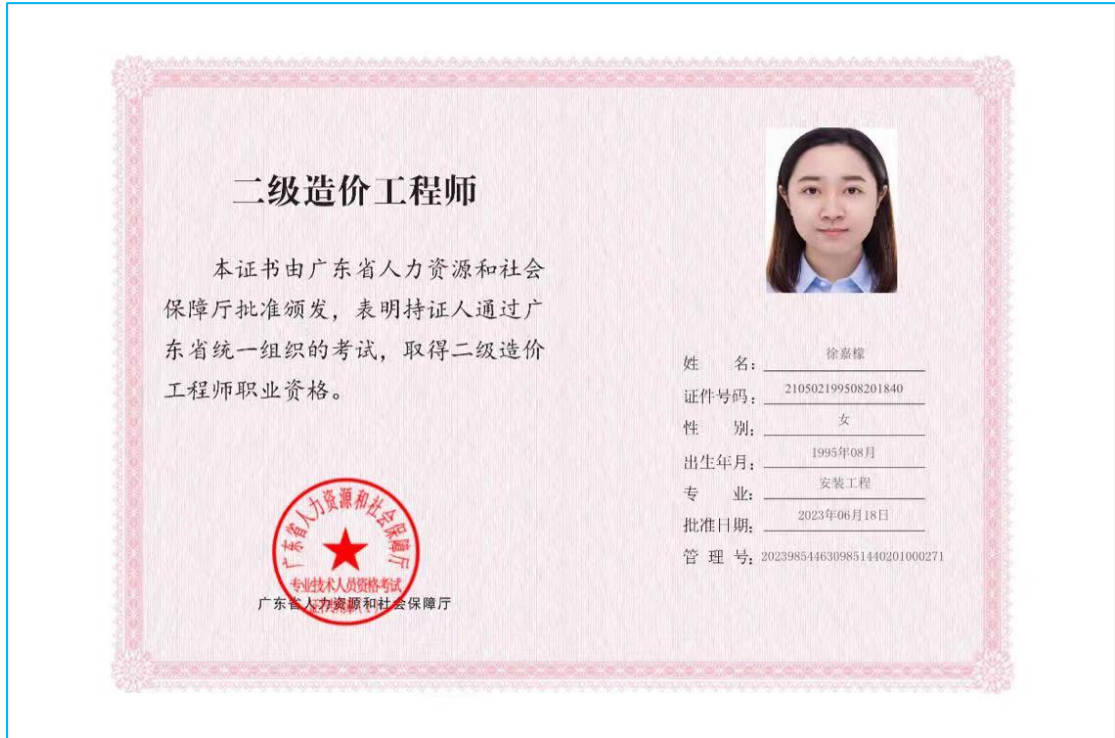 二级造价工程师
本证书由广东省人力资源和社会
保障厅批准颁发，表明持证人通过广
东省统一组织的考试，取得二级造价
工程师职业资格。
广东省人力资源和社会保障厅
专业技术人员资格考试
广东省人力资源和社会保障厅
姓 名：徐嘉檬
证件号码：210502199508201840
性 别：女
出生年月：1995年08月
专 业：安装工程
批准日期：2023年06月18日
管 理 号：20239854463098514402010002​71